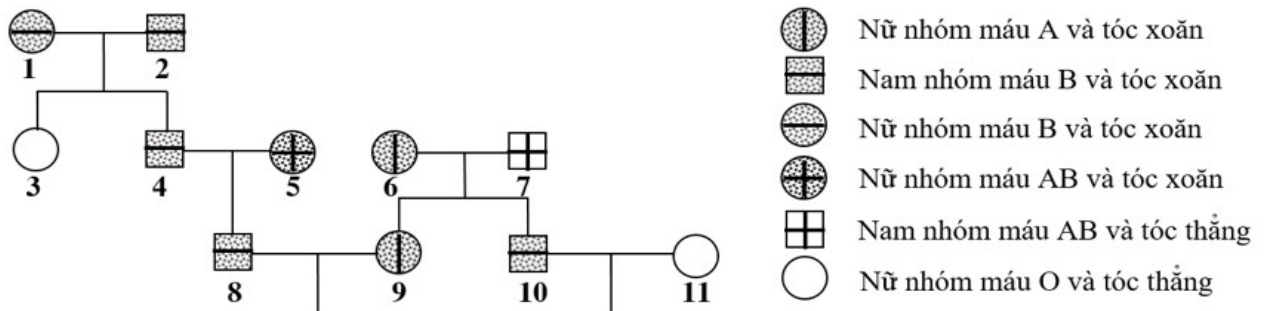 1
2
3
4
5
6
7
8
9
10
11
Nữ nhóm máu A và tóc xoăn
Nam nhóm máu B và tóc xoăn
Nữ nhóm máu B và tóc xoăn
Nữ nhóm máu AB và tóc xoăn
Nam nhóm máu AB và tóc thẳng
Nữ nhóm máu O và tóc thẳng